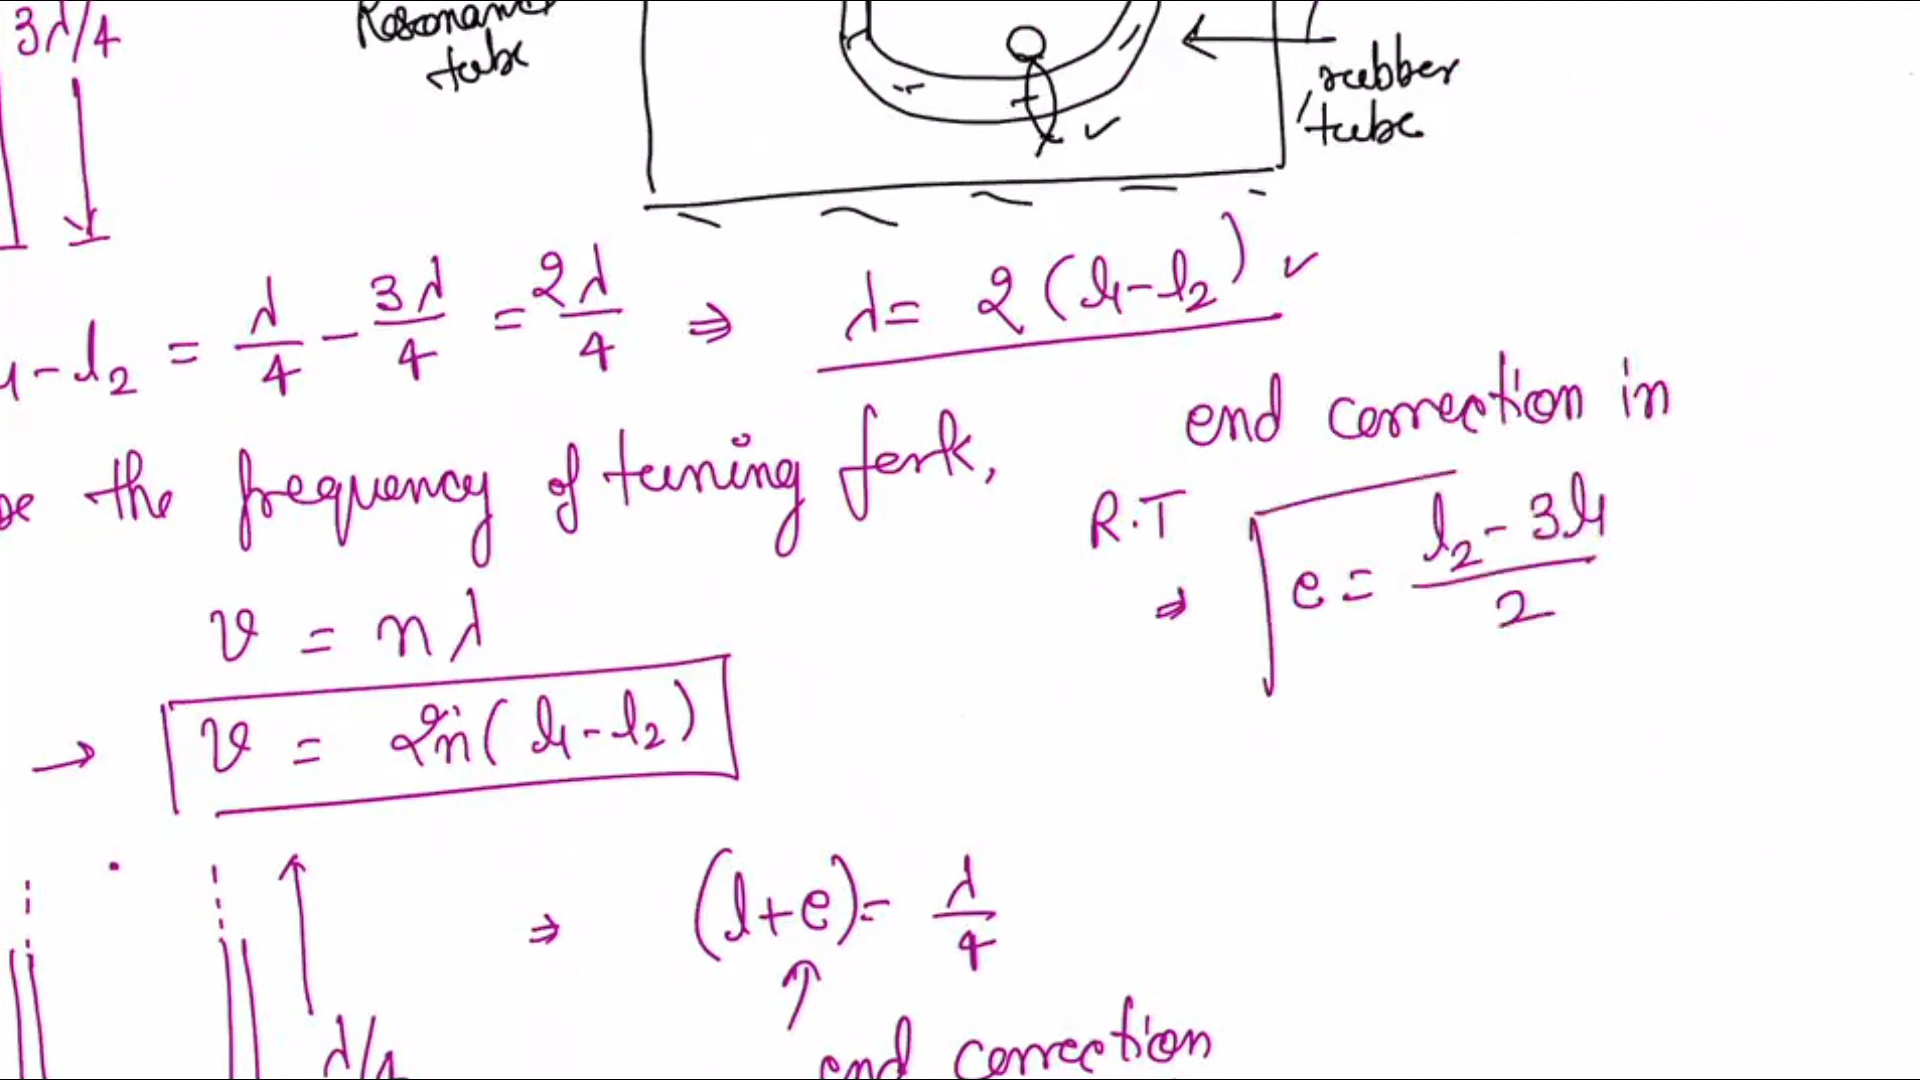 3λ/4
Resonance
tube
rubber
tube
l₁-l₂ = λ/4 - 3λ/4 = 2λ/4 ⇒ λ = 2(l₁-l₂) ✓
end correction in
the frequency of tuning fork,
R.T ⇒ e = (l₂-3l₁)/2
v = nλ
→ v = 2n(l₁-l₂)
⇒ (l+e) = λ/4
λ/4
end correction